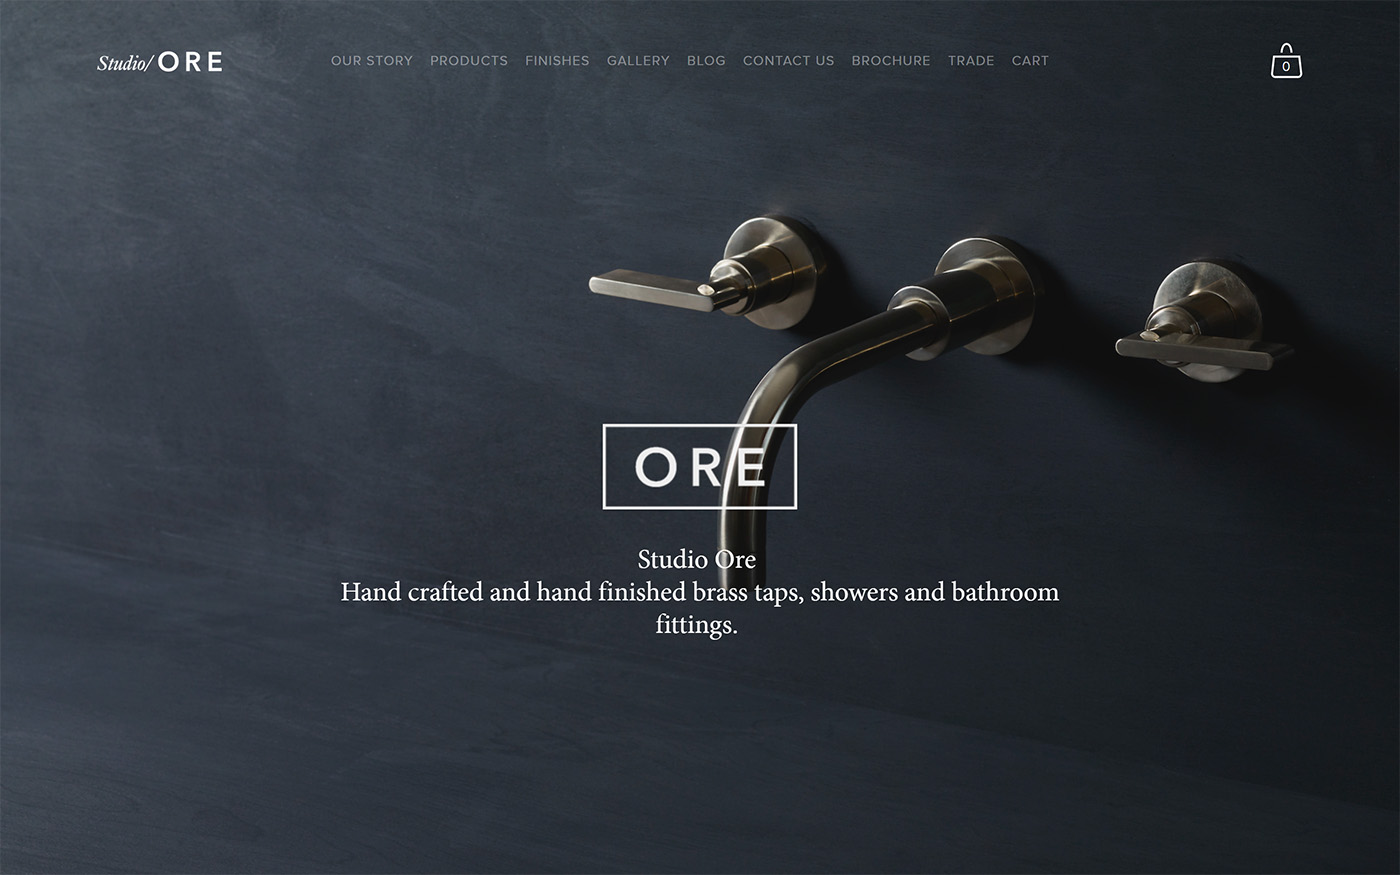 Studio/ORE
OUR STORY PRODUCTS FINISHES GALLERY BLOG CONTACT US BROCHURE TRADE CART
0
ORE
Studio Ore
Hand crafted and hand finished brass taps, showers and bathroom
fittings.